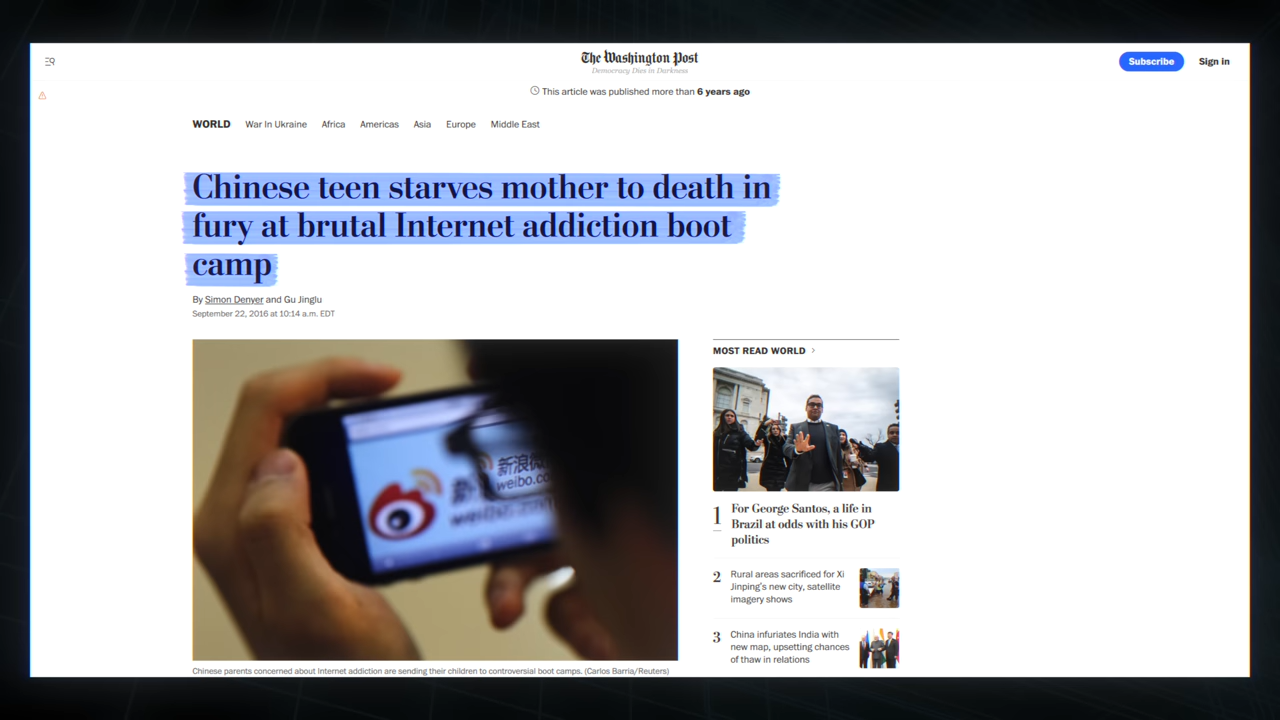 The Washington Post
Democracy Dies in Darkness
Subscribe
Sign in
This article was published more than 6 years ago
WORLD War In Ukraine Africa Americas Asia Europe Middle East
Chinese teen starves mother to death in
fury at brutal Internet addiction boot
camp
By Simon Denyer and Gu Jinglu
September 22, 2016 at 10:14 a.m. EDT
新浪微
weibo.co
Chinese parents concerned about Internet addiction are sending their children to controversial boot camps. (Carlos Barria/Reuters)
MOST READ WORLD
1
For George Santos, a life in
Brazil at odds with his GOP
politics
2
Rural areas sacrificed for Xi
Jinping's new city, satellite
imagery shows
3
China infuriates India with
new map, upsetting chances
of thaw in relations